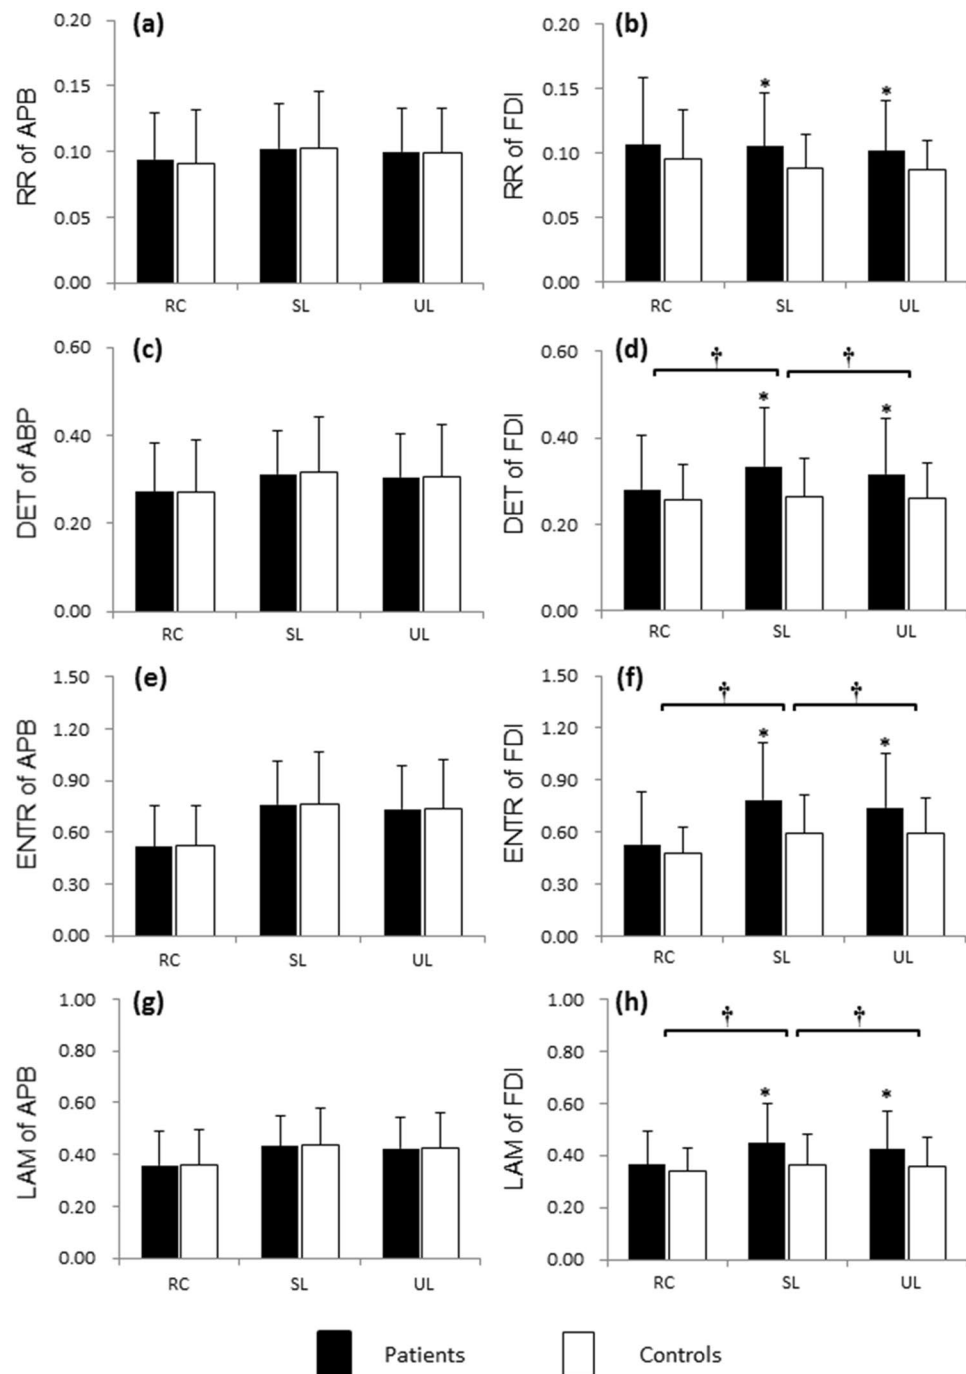 (a)
RR of APB
0.20
0.15
0.10
0.05
0.00
RC SL UL
(b)
RR of FDI
0.20
0.15
0.10
0.05
0.00
* *
RC SL UL
(c)
DET of ABP
0.60
0.40
0.20
0.00
RC SL UL
(d)
DET of FDI
0.60
0.40
0.20
0.00
† †
* *
RC SL UL
(e)
ENTR of APB
1.50
1.20
0.90
0.60
0.30
0.00
RC SL UL
(f)
ENTR of FDI
1.50
1.20
0.90
0.60
0.30
0.00
† †
* *
RC SL UL
(g)
LAM of APB
1.00
0.80
0.60
0.40
0.20
0.00
RC SL UL
(h)
LAM of FDI
1.00
0.80
0.60
0.40
0.20
0.00
† †
* *
RC SL UL
Patients Controls